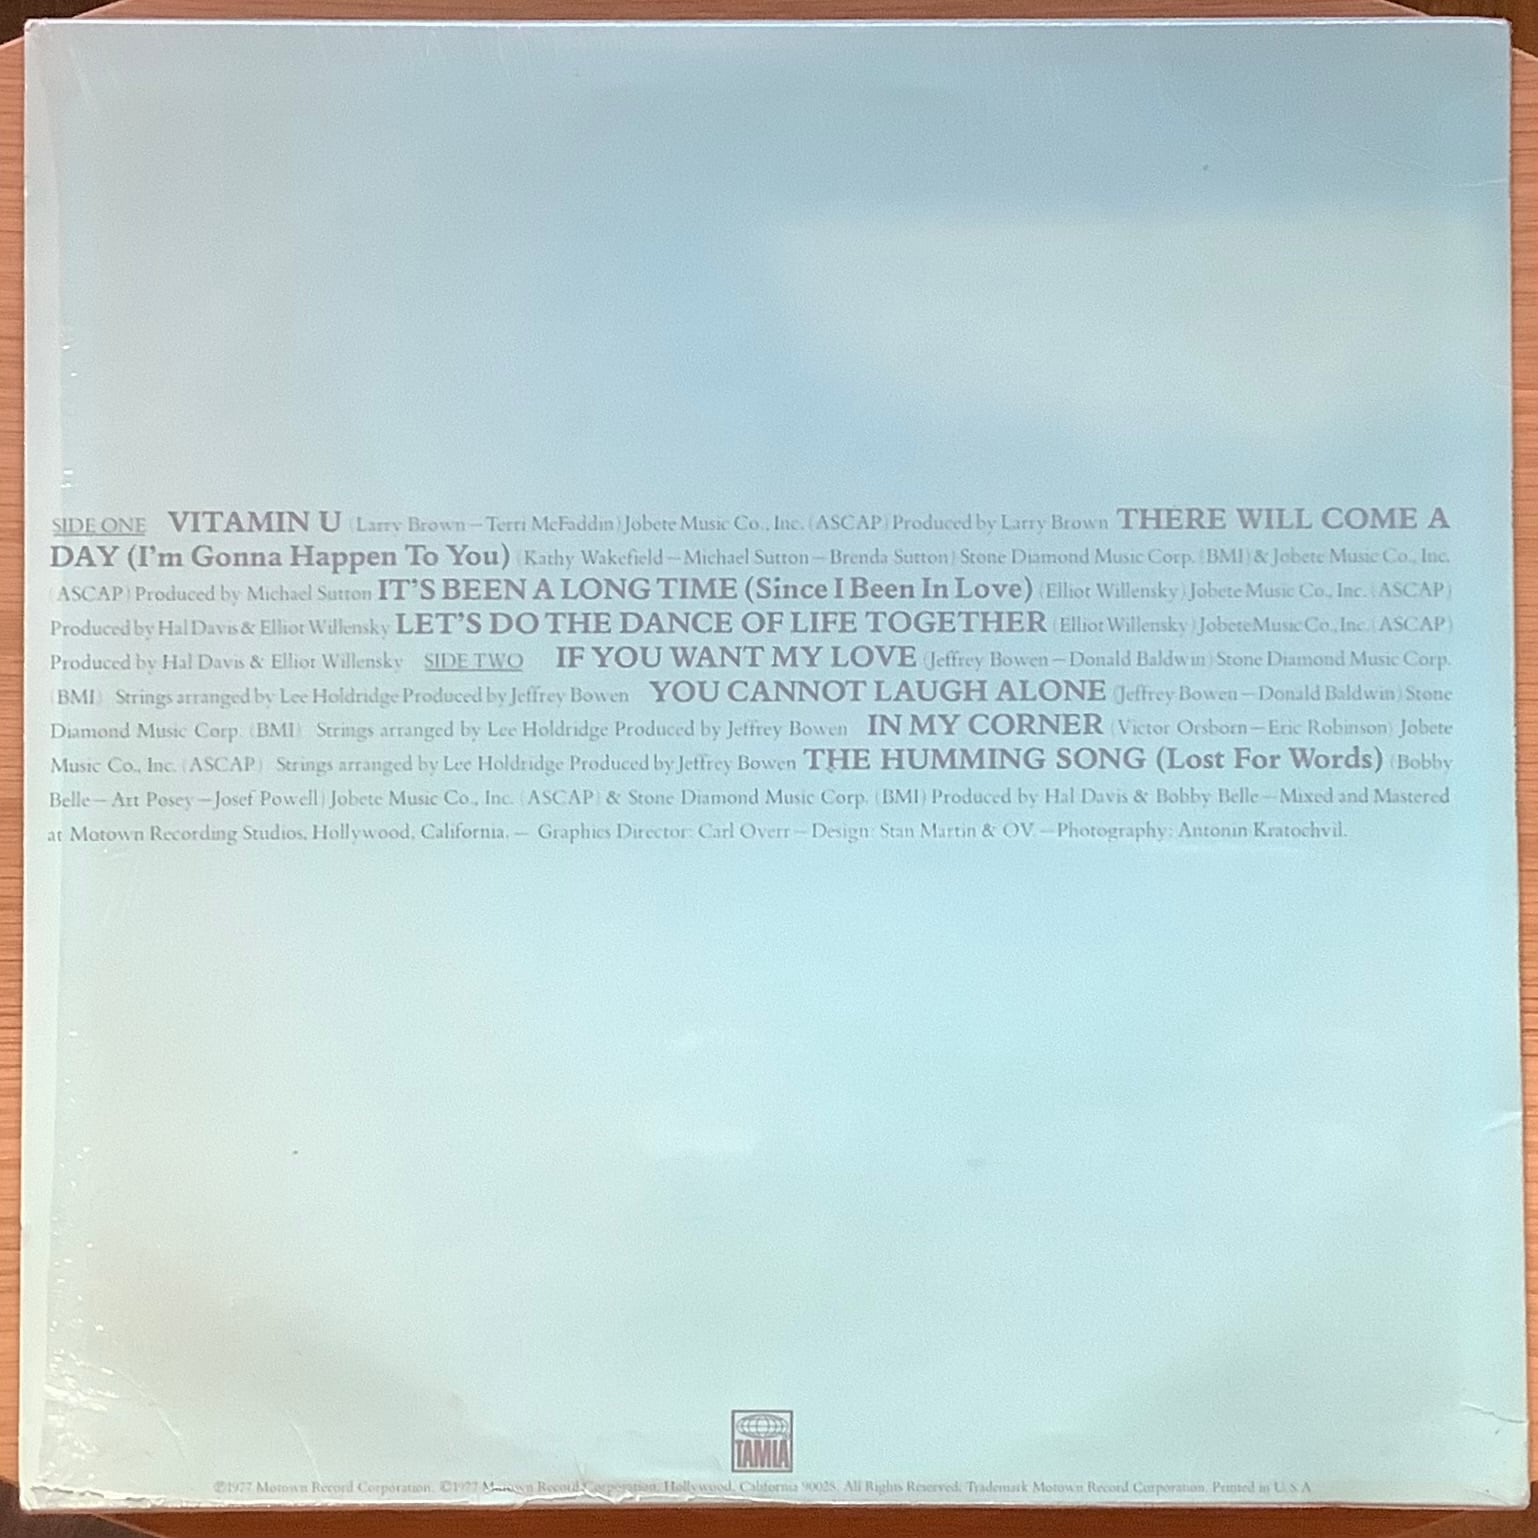 SIDE ONE VITAMIN U (Larry Brown—Terri McFaddin) Jobete Music Co., Inc. (ASCAP) Produced by Larry Brown THERE WILL COME A
DAY (I'm Gonna Happen To You) (Kathy Wakefield—Michael Sutton—Brenda Sutton) Stone Diamond Music Corp. (BMI) & Jobete Music Co., Inc.
(ASCAP) Produced by Michael Sutton IT'S BEEN A LONG TIME (Since I Been In Love) (Elliot Willensky) Jobete Music Co., Inc. (ASCAP)
Produced by Hal Davis & Elliot Willensky LET'S DO THE DANCE OF LIFE TOGETHER (Elliot Willensky) Jobete Music Co., Inc. (ASCAP)
Produced by Hal Davis & Elliot Willensky SIDE TWO IF YOU WANT MY LOVE (Jeffrey Bowen—Donald Baldwin) Stone Diamond Music Corp.
(BMI) Strings arranged by Lee Holdridge Produced by Jeffrey Bowen YOU CANNOT LAUGH ALONE (Jeffrey Bowen—Donald Baldwin) Stone
Diamond Music Corp. (BMI) Strings arranged by Lee Holdridge Produced by Jeffrey Bowen IN MY CORNER (Victor Orsborn—Eric Robinson) Jobete
Music Co., Inc. (ASCAP) Strings arranged by Lee Holdridge Produced by Jeffrey Bowen THE HUMMING SONG (Lost For Words) (Bobby
Belle—Art Posey—Josef Powell) Jobete Music Co., Inc. (ASCAP) & Stone Diamond Music Corp. (BMI) Produced by Hal Davis & Bobby Belle—Mixed and Mastered
at Motown Recording Studios, Hollywood, California. — Graphics Director: Carl Overr—Design: Stan Martin & OV.—Photography: Antonin Kratochvil.
TAMLA
℗1977 Motown Record Corporation. ©1977 Motown Record Corporation, Hollywood, California 90028. All Rights Reserved. Trademark Motown Record Corporation. Printed in U.S.A.